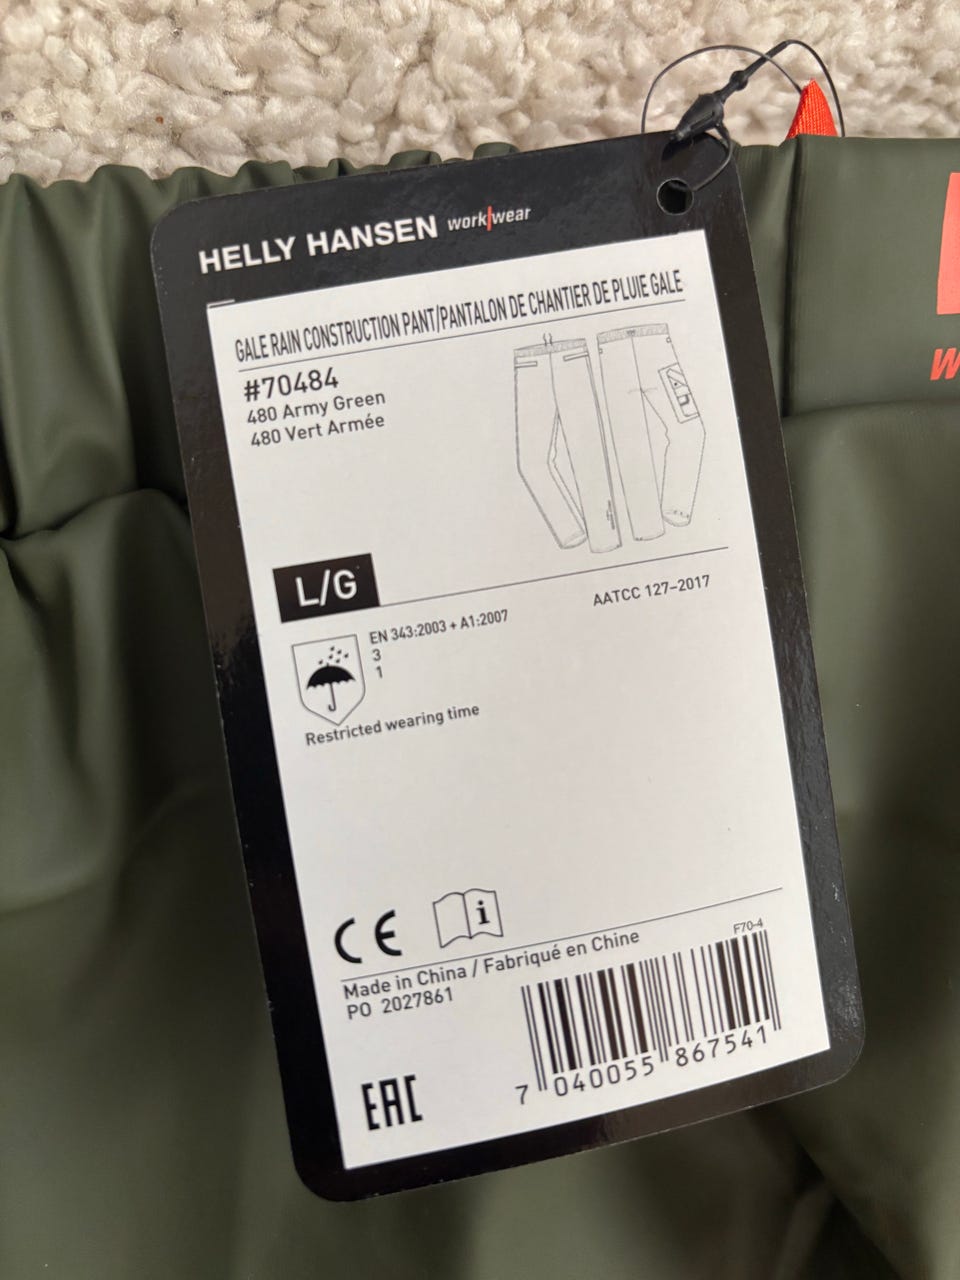 HELLY HANSEN work|wear
GALE RAIN CONSTRUCTION PANT/PANTALON DE CHANTIER DE PLUIE GALE
#70484
480 Army Green
480 Vert Armée
L/G
EN 343:2003 + A1:2007
3
1
AATCC 127-2017
Restricted wearing time
CE
i
F70-4
Made in China / Fabriqué en Chine
PO 2027861
7 040055 867541
EAC